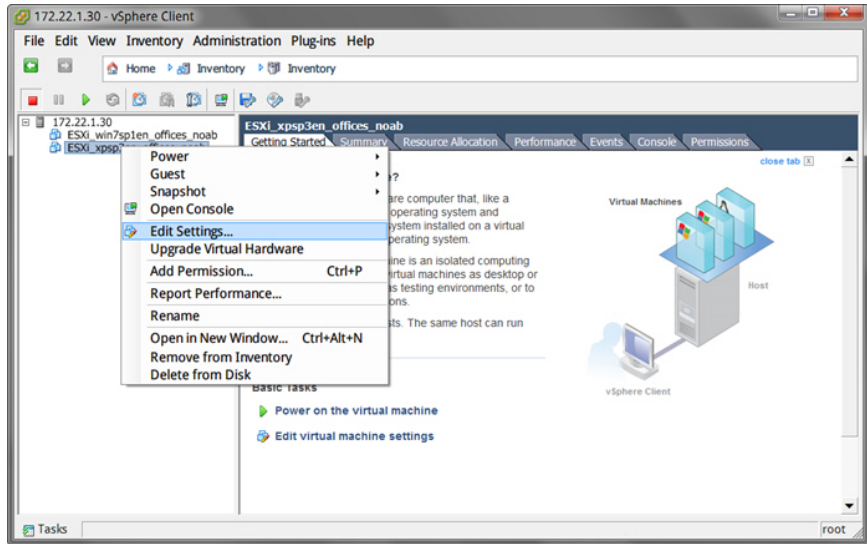 172.22.1.30 - vSphere Client
File Edit View Inventory Administration Plug-ins Help
Home Inventory Inventory
172.22.1.30
ESXi_win7sp1en_offices_noab
ESXi_xpsp3en_offices_noab
ESXi_xpsp3en_offices_noab
Getting Started Summary Resource Allocation Performance Events Console Permissions
close tab
Power
Guest
Snapshot
Open Console
Edit Settings...
Upgrade Virtual Hardware
Add Permission... Ctrl+P
Report Performance...
Rename
Open in New Window... Ctrl+Alt+N
Remove from Inventory
Delete from Disk
?
are computer that, like a
operating system and
system installed on a virtual
perating system.
ine is an isolated computing
virtual machines as desktop or
s testing environments, or to
ons.
sts. The same host can run
Basic Tasks
Power on the virtual machine
Edit virtual machine settings
Virtual Machines
Host
vSphere Client
Tasks
root